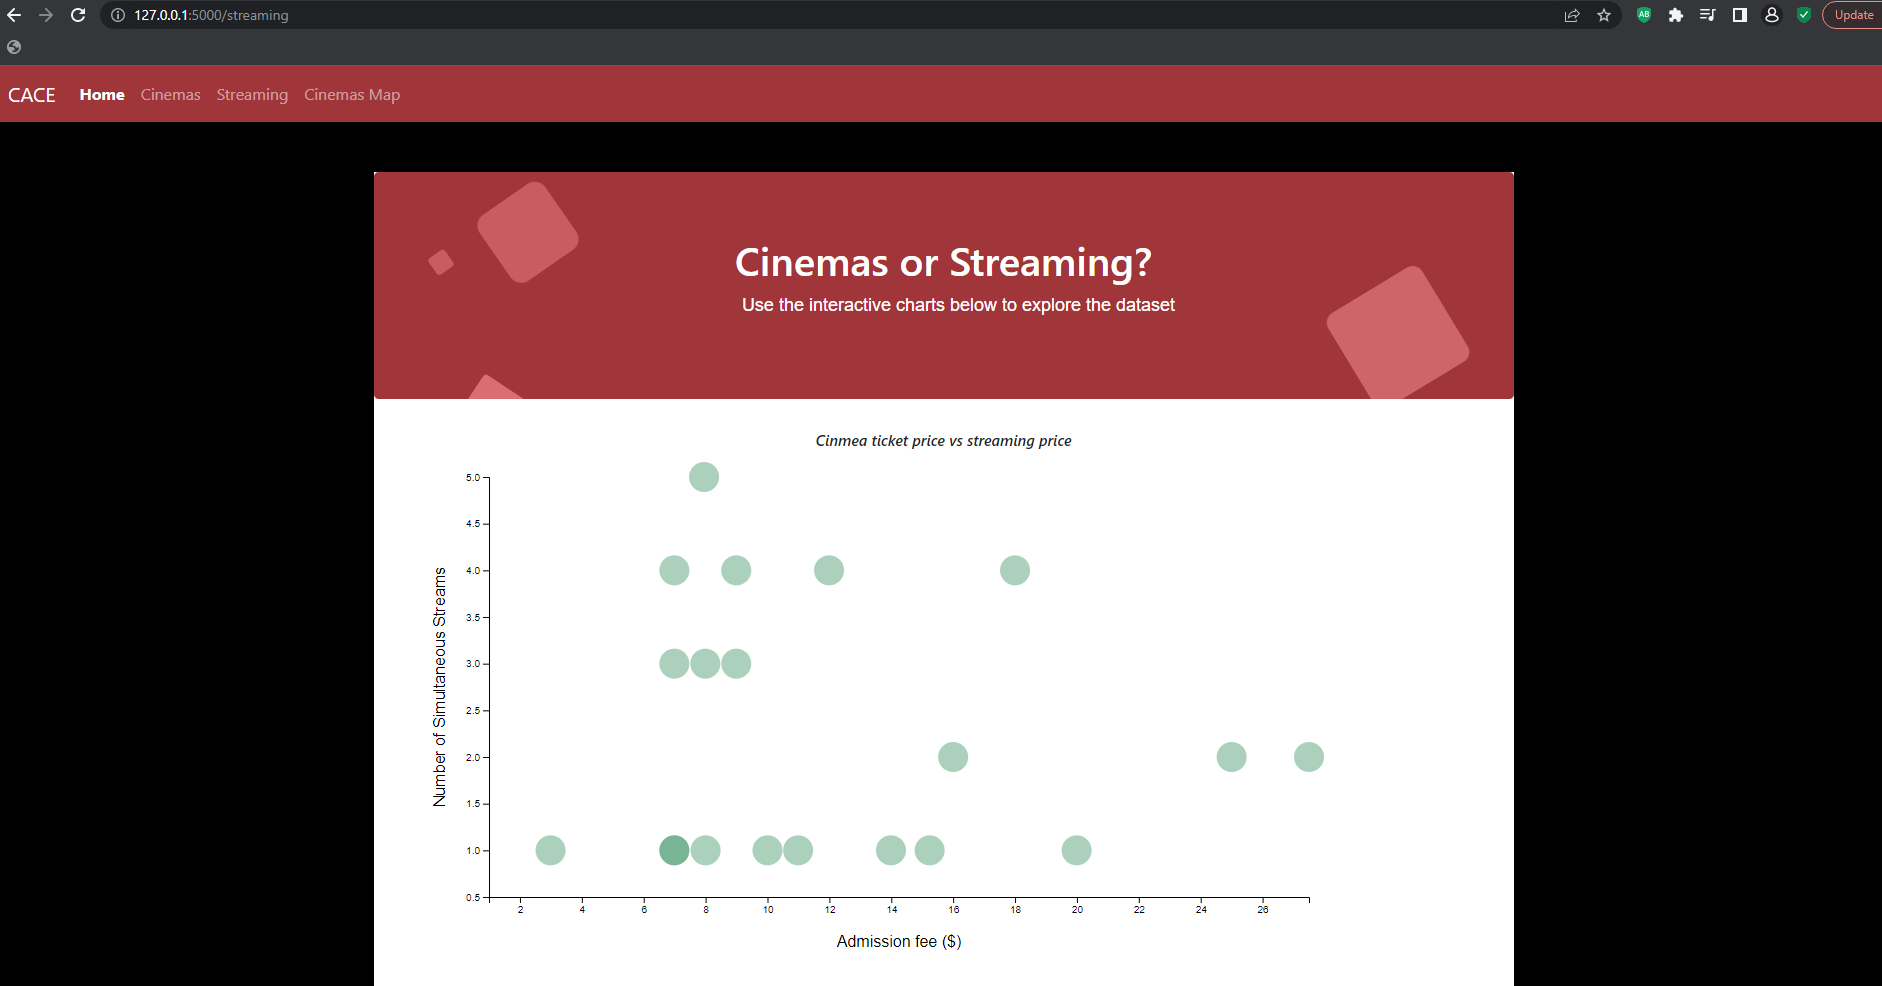 127.0.0.1:5000/streaming
AB
Update
CACE Home Cinemas Streaming Cinemas Map
Cinemas or Streaming?
Use the interactive charts below to explore the dataset
Cinmea ticket price vs streaming price
5.0
4.5
4.0
3.5
3.0
2.5
2.0
1.5
1.0
0.5
Number of Simultaneous Streams
2 4 6 8 10 12 14 16 18 20 22 24 26
Admission fee ($)